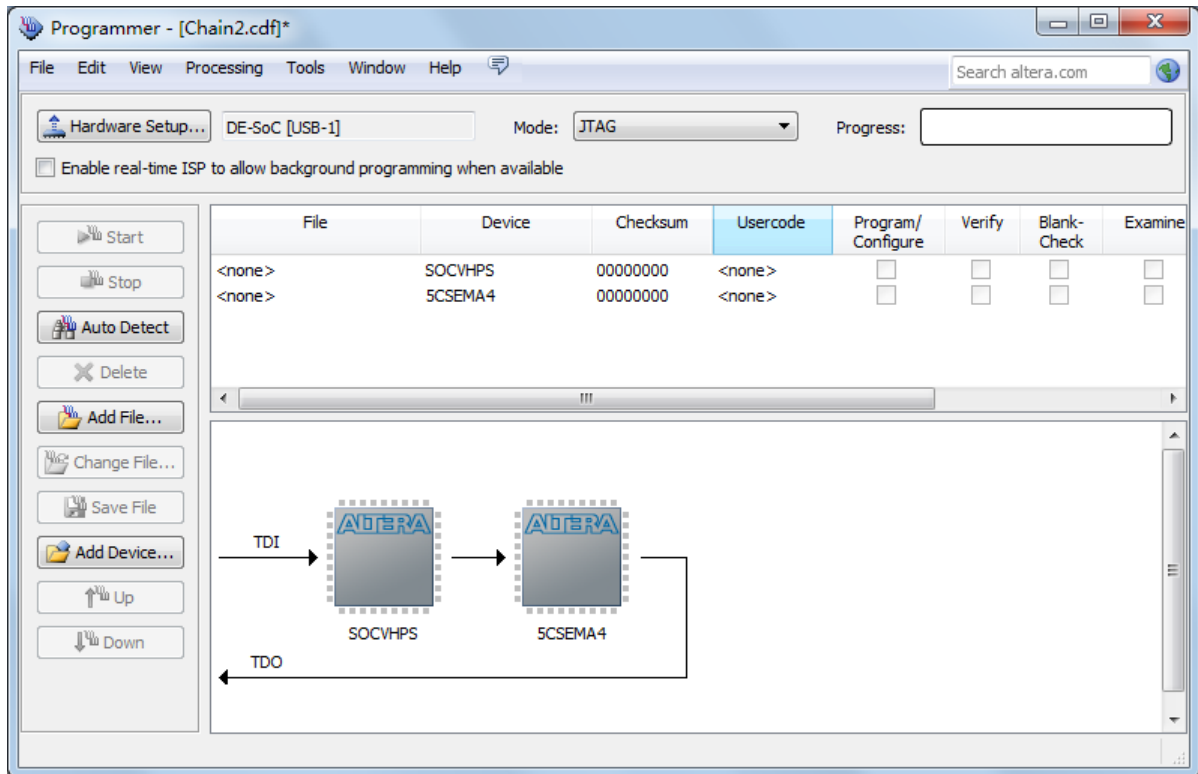 Programmer - [Chain2.cdf]*
File Edit View Processing Tools Window Help Search altera.com
Hardware Setup... DE-SoC [USB-1] Mode: JTAG Progress:
Enable real-time ISP to allow background programming when available
Start
Stop
Auto Detect
Delete
Add File...
Change File...
Save File
Add Device...
Up
Down
File Device Checksum Usercode Program/ Verify Blank- Examine
Configure Check
<none> SOCVHPS 00000000 <none>
<none> 5CSEMA4 00000000 <none>
ALTERA ALTERA
TDI
SOCVHPS 5CSEMA4
TDO